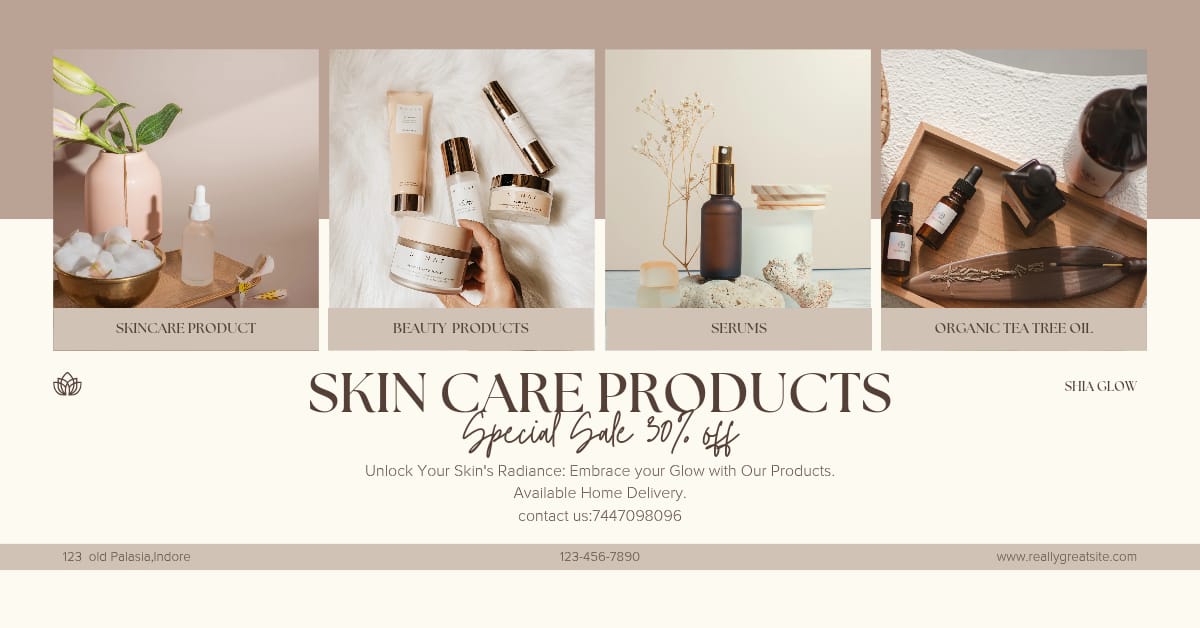 SKINCARE PRODUCT
BEAUTY PRODUCTS
SERUMS
ORGANIC TEA TREE OIL
SKIN CARE PRODUCTS
SHIA GLOW
Special Sale 30% off
Unlock Your Skin's Radiance: Embrace your Glow with Our Products.
Available Home Delivery.
contact us:7447098096
123 old Palasia,Indore
123-456-7890
www.reallygreatsite.com